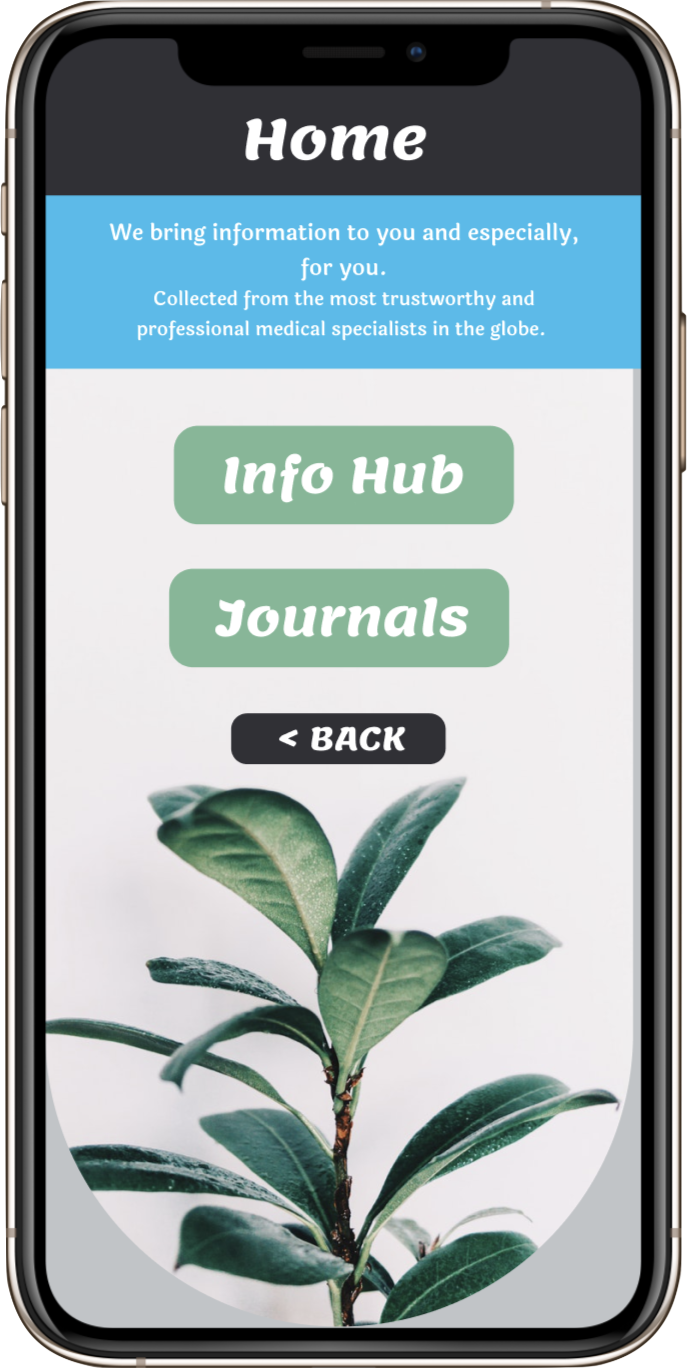 Home
We bring information to you and especially,
for you.
Collected from the most trustworthy and
professional medical specialists in the globe.
Info Hub
Journals
< BACK